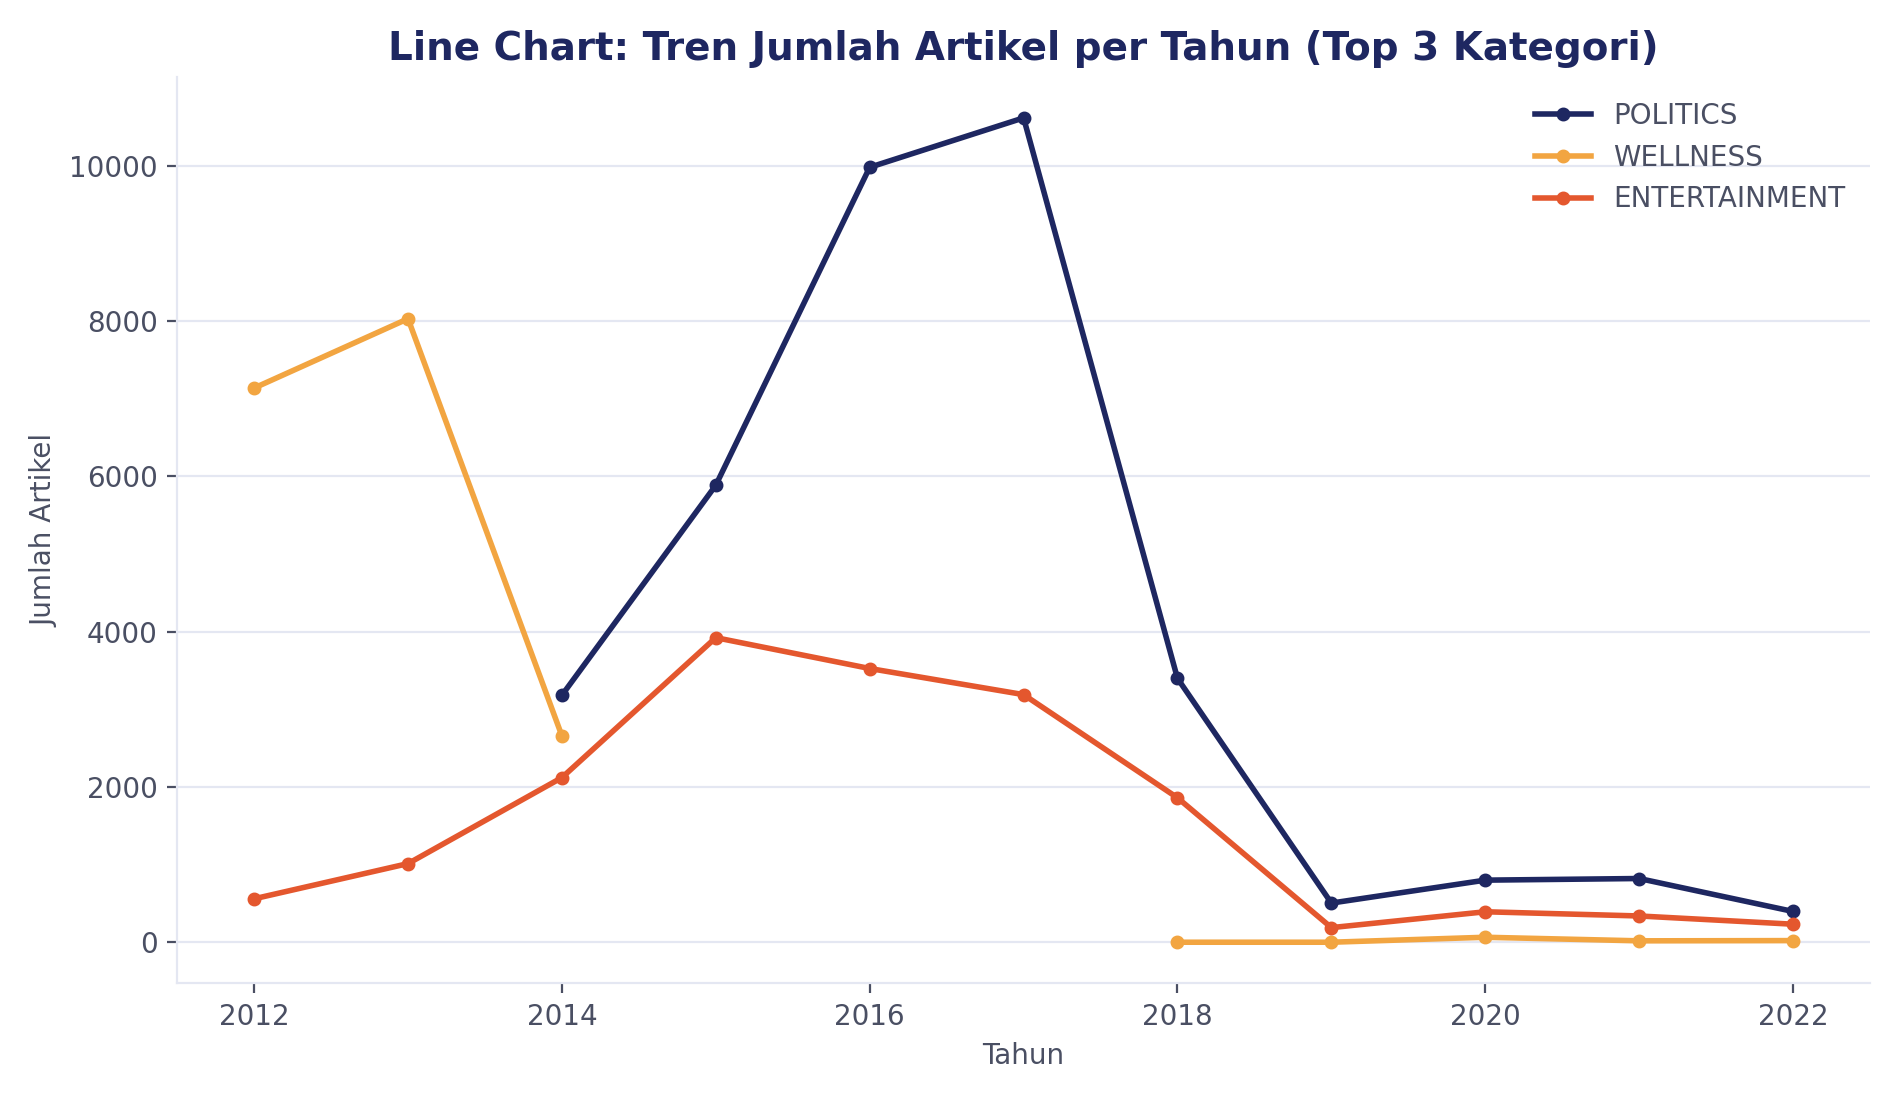 Line Chart: Tren Jumlah Artikel per Tahun (Top 3 Kategori)
POLITICS
WELLNESS
ENTERTAINMENT
Jumlah Artikel
10000
8000
6000
4000
2000
0
2012 2014 2016 2018 2020 2022
Tahun